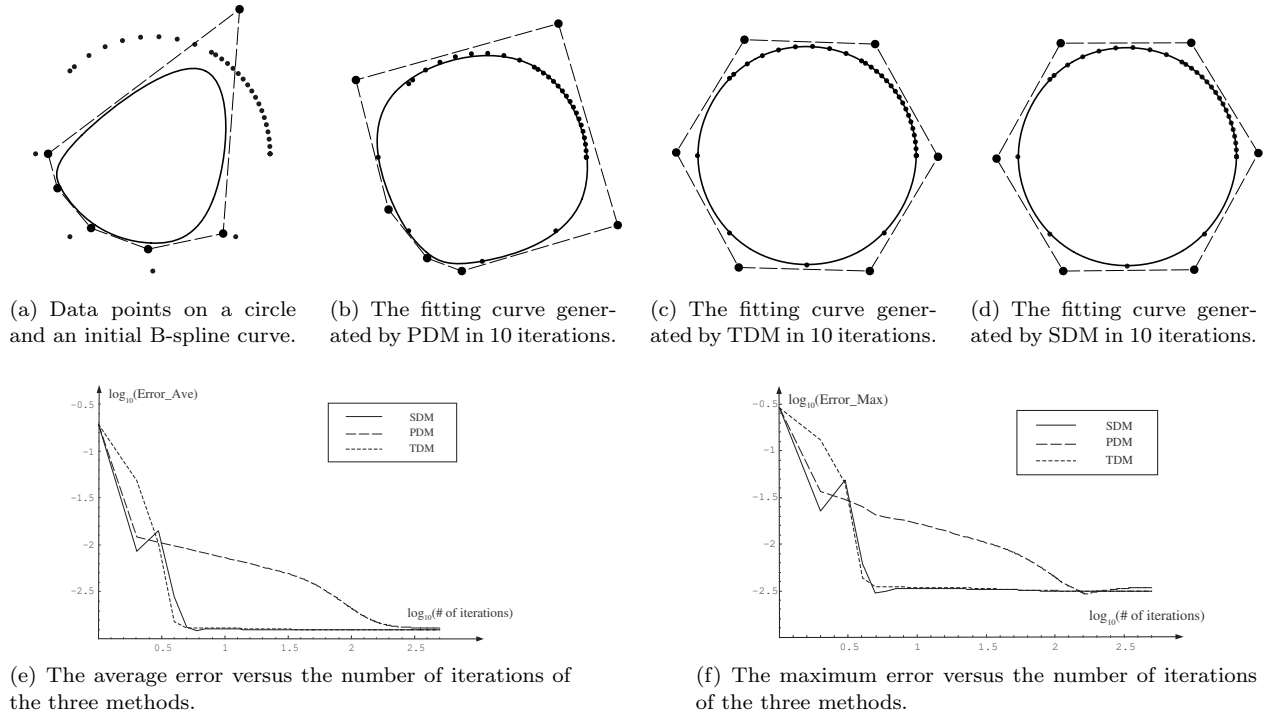 (a) Data points on a circle
and an initial B-spline curve.
(b) The fitting curve gener-
ated by PDM in 10 iterations.
(c) The fitting curve gener-
ated by TDM in 10 iterations.
(d) The fitting curve gener-
ated by SDM in 10 iterations.
log10(Error_Ave)
-0.5
-1
-1.5
-2
-2.5
SDM
PDM
TDM
log10(# of iterations)
0.5 1 1.5 2 2.5
(e) The average error versus the number of iterations of
the three methods.
log10(Error_Max)
-0.5
-1
-1.5
-2
-2.5
SDM
PDM
TDM
log10(# of iterations)
0.5 1 1.5 2 2.5
(f) The maximum error versus the number of iterations
of the three methods.